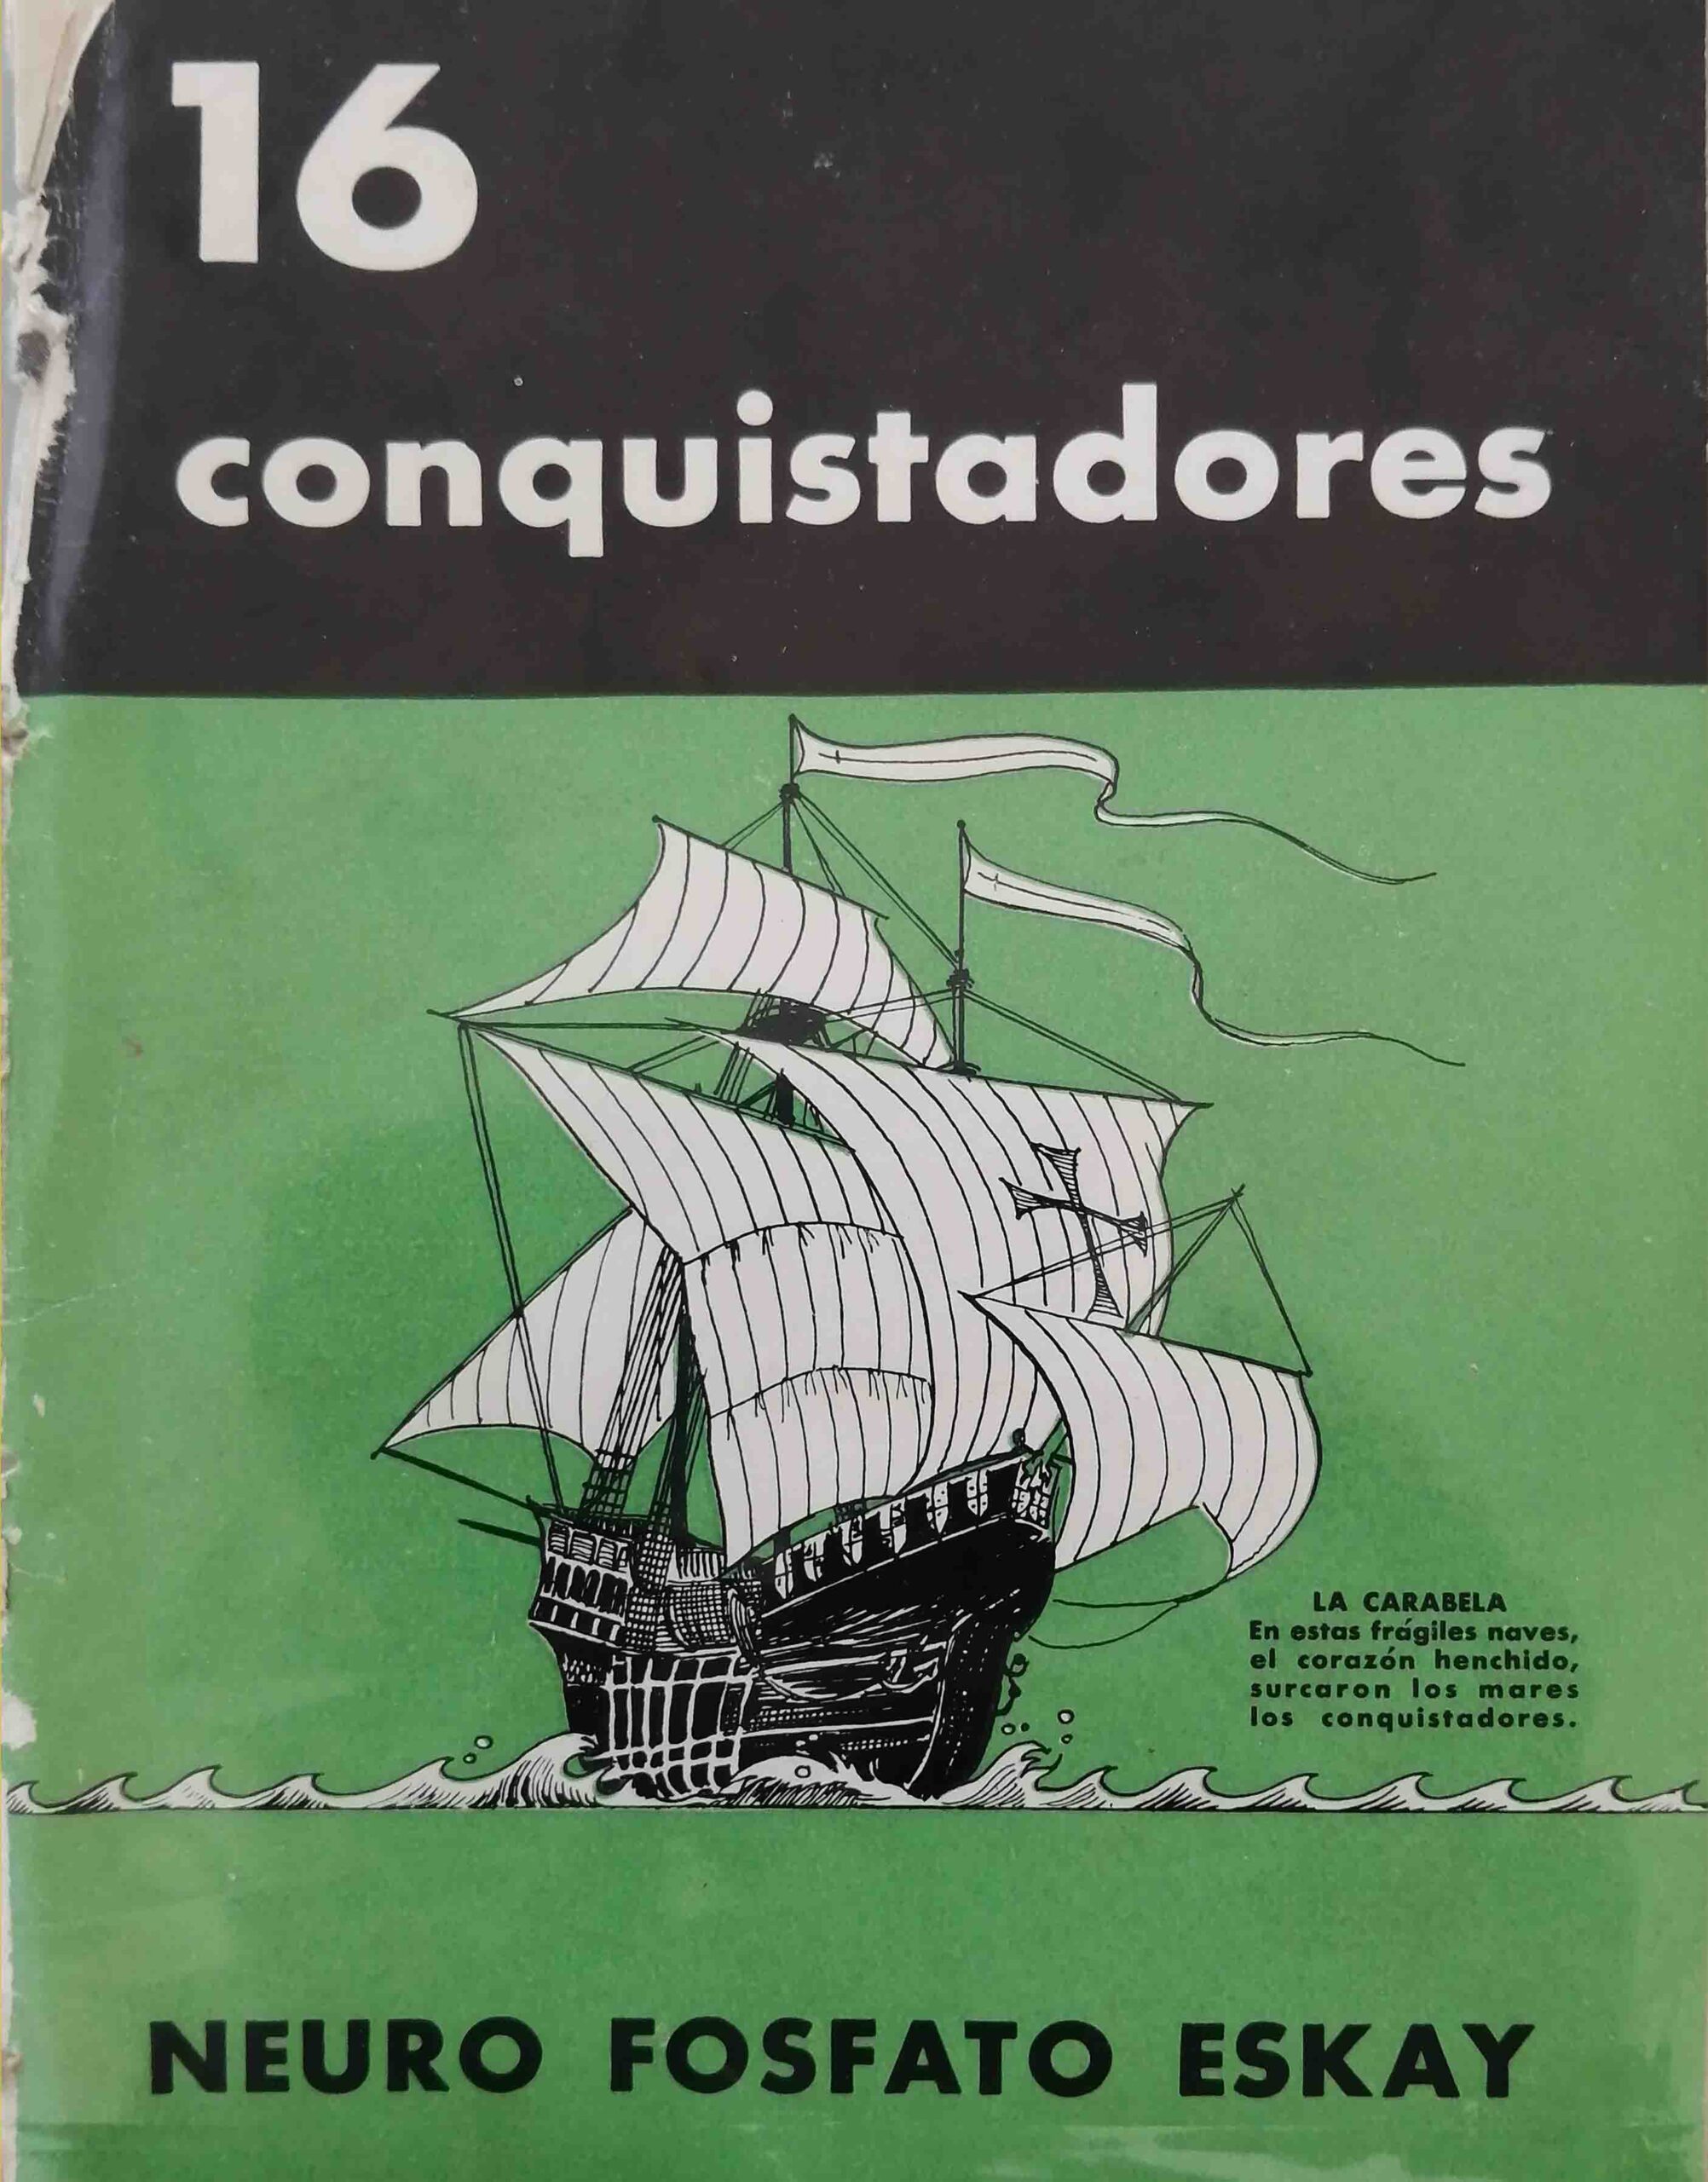 16
conquistadores
LA CARABELA
En estas frágiles naves,
el corazón henchido,
surcaron los mares
los conquistadores.
NEURO FOSFATO ESKAY